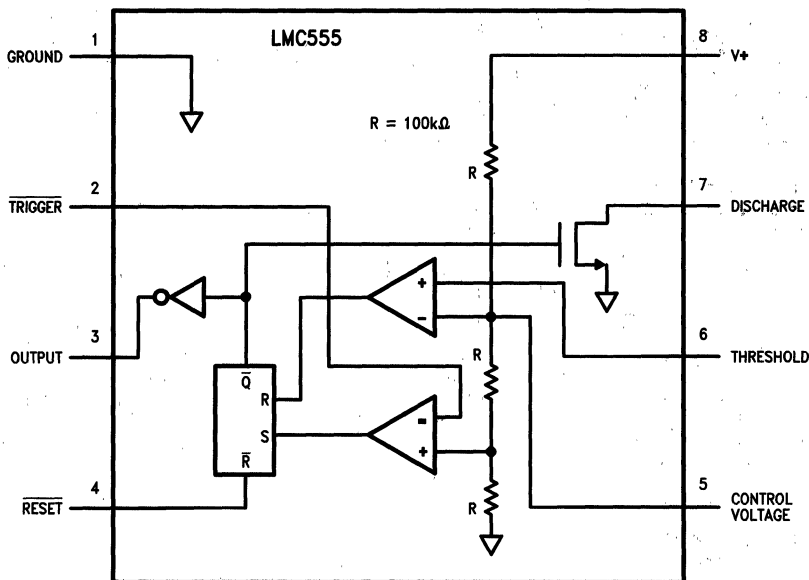 LMC555
1
GROUND
8
V+
R = 100kΩ
R
2
TRIGGER
7
DISCHARGE
+
-
3
OUTPUT
6
THRESHOLD
R
Q
R
S
R
-
+
4
RESET
R
5
CONTROL
VOLTAGE